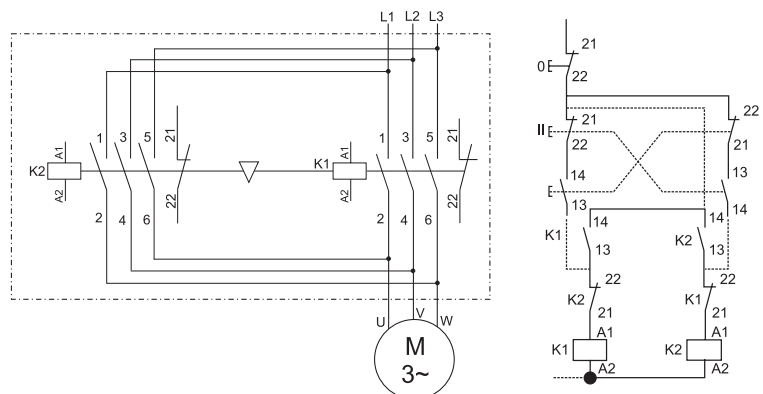 L1 L2 L3
K2 A1 A2 1 3 5 21
2 4 6 22
K1 A1 A2 1 3 5 21
2 4 6 22
U V W
M
3~
21
0
22
II 21 22
22 21
14 13
13 14
K1 14 K2 14
13 13
K2 22 K1 22
21 21
K1 A1 K2 A1
A2 A2